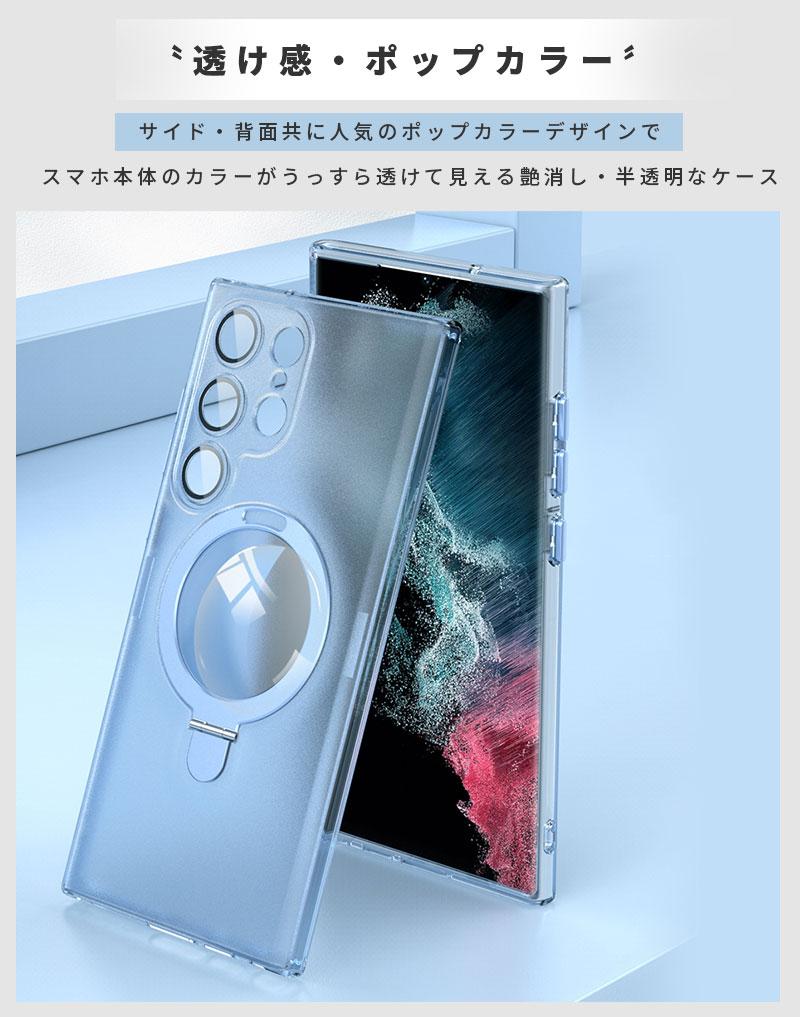 〝透け感・ポップカラー〞
サイド・背面共に人気のポップカラーデザインで
スマホ本体のカラーがうっすら透けて見える艶消し・半透明なケース